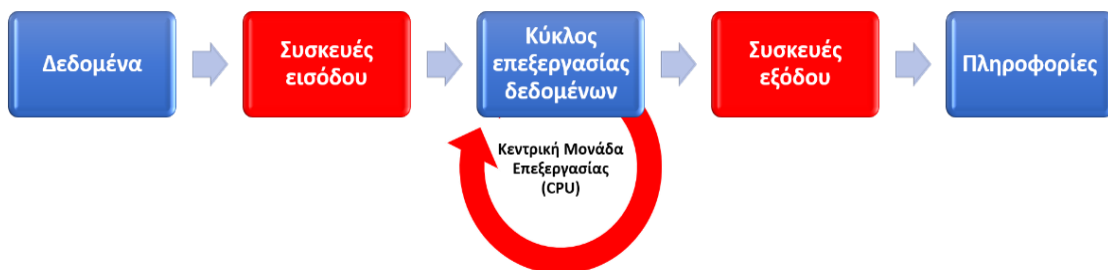 Δεδομένα
Συσκευές
εισόδου
Κύκλος
επεξεργασίας
δεδομένων
Συσκευές
εξόδου
Πληροφορίες
Κεντρική Μονάδα
Επεξεργασίας
(CPU)